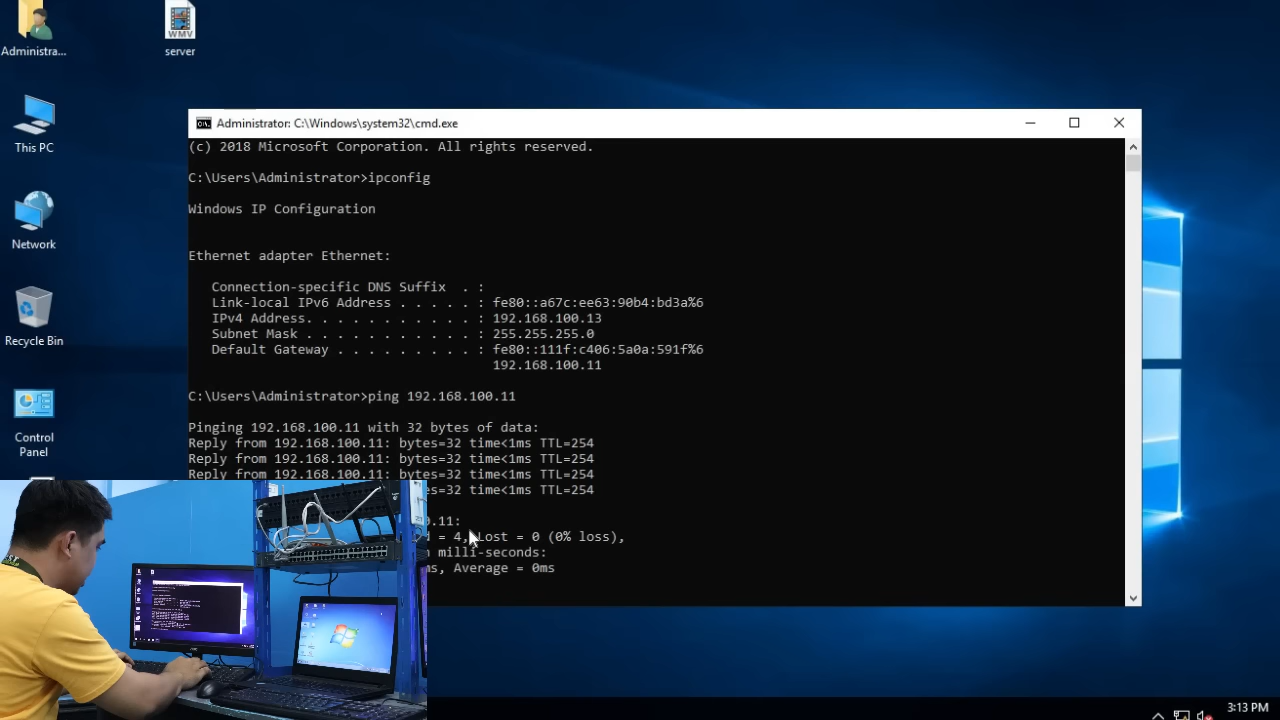 Administra...
WMV
server
This PC
Network
Recycle Bin
Control
Panel
Administrator: C:\Windows\system32\cmd.exe
(c) 2018 Microsoft Corporation. All rights reserved.
C:\Users\Administrator>ipconfig
Windows IP Configuration
Ethernet adapter Ethernet:
Connection-specific DNS Suffix . :
Link-local IPv6 Address . . . . . : fe80::a67c:ee63:90b4:bd3a%6
IPv4 Address. . . . . . . . . . . : 192.168.100.13
Subnet Mask . . . . . . . . . . . : 255.255.255.0
Default Gateway . . . . . . . . . : fe80::111f:c406:5a0a:591f%6
192.168.100.11
C:\Users\Administrator>ping 192.168.100.11
Pinging 192.168.100.11 with 32 bytes of data:
Reply from 192.168.100.11: bytes=32 time<1ms TTL=254
Reply from 192.168.100.11: bytes=32 time<1ms TTL=254
Reply from 192.168.100.11: bytes=32 time<1ms TTL=254
s=32 time<1ms TTL=254
0.11:
d = 4, Lost = 0 (0% loss),
n milli-seconds:
ms, Average = 0ms
3:13 PM